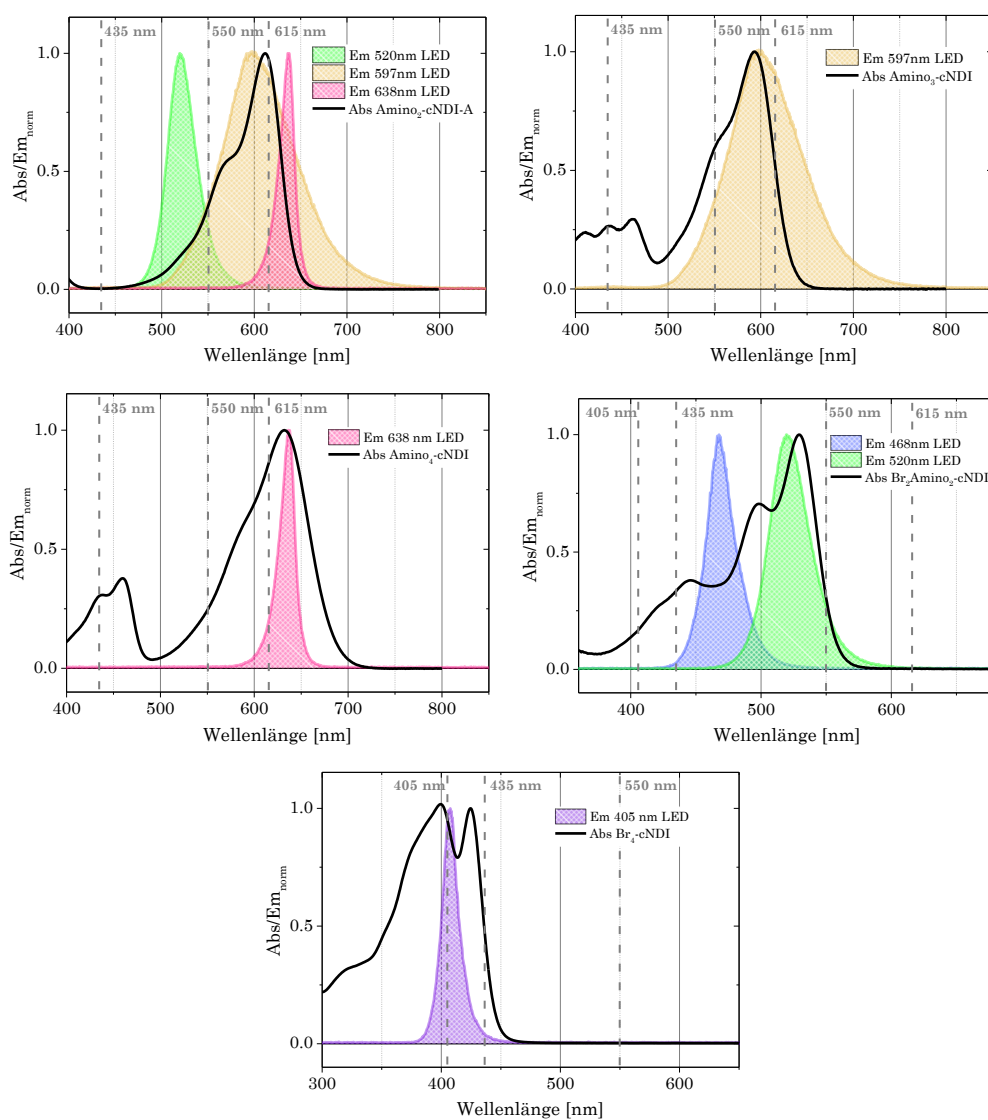 435 nm 550 nm 615 nm
Em 520nm LED
Em 597nm LED
Em 638nm LED
Abs Amino₂-cNDI-A
Abs/Em_norm
1.0
0.5
0.0
400 500 600 700 800
Wellenlänge [nm]
435 nm 550 nm 615 nm
Em 597nm LED
Abs Amino₃-cNDI
Abs/Em_norm
1.0
0.5
0.0
400 500 600 700 800
Wellenlänge [nm]
435 nm 550 nm 615 nm
Em 638 nm LED
Abs Amino₄-cNDI
Abs/Em_norm
1.0
0.5
0.0
400 500 600 700 800
Wellenlänge [nm]
405 nm 435 nm 550 nm 615 nm
Em 468nm LED
Em 520nm LED
Abs Br₂Amino₂-cNDI
Abs/Em_norm
1.0
0.5
0.0
400 500 600
Wellenlänge [nm]
405 nm 435 nm 550 nm
Em 405 nm LED
Abs Br₄-cNDI
Abs/Em_norm
1.0
0.5
0.0
300 400 500 600
Wellenlänge [nm]